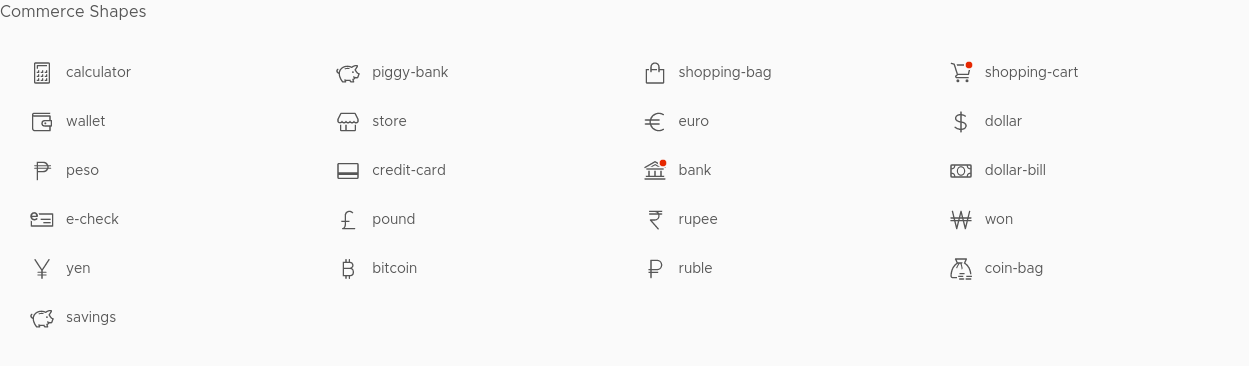 Commerce Shapes
calculator piggy-bank shopping-bag shopping-cart
wallet store euro dollar
peso credit-card bank dollar-bill
e-check pound rupee won
yen bitcoin ruble coin-bag
savings